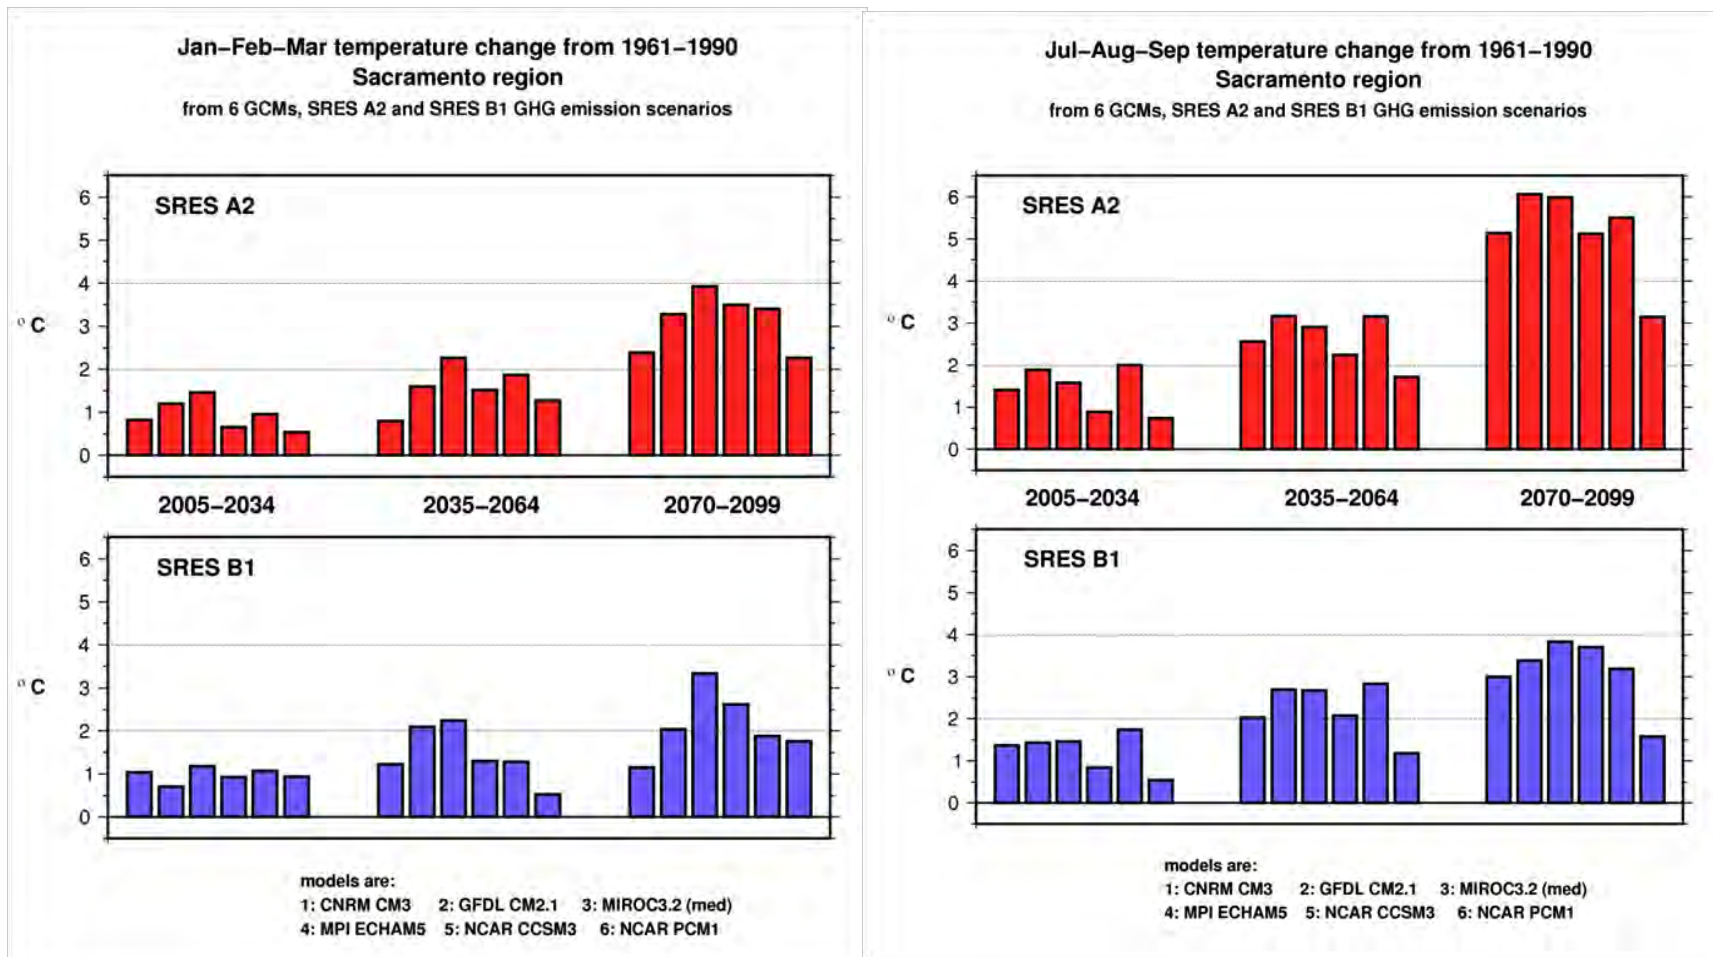 Jan–Feb–Mar temperature change from 1961–1990
Sacramento region
from 6 GCMs, SRES A2 and SRES B1 GHG emission scenarios
SRES A2
6
5
4
3
2
1
0
° C
2005–2034 2035–2064 2070–2099
SRES B1
6
5
4
3
2
1
0
° C
models are:
1: CNRM CM3 2: GFDL CM2.1 3: MIROC3.2 (med)
4: MPI ECHAM5 5: NCAR CCSM3 6: NCAR PCM1
Jul–Aug–Sep temperature change from 1961–1990
Sacramento region
from 6 GCMs, SRES A2 and SRES B1 GHG emission scenarios
SRES A2
6
5
4
3
2
1
0
° C
2005–2034 2035–2064 2070–2099
SRES B1
6
5
4
3
2
1
0
° C
models are:
1: CNRM CM3 2: GFDL CM2.1 3: MIROC3.2 (med)
4: MPI ECHAM5 5: NCAR CCSM3 6: NCAR PCM1